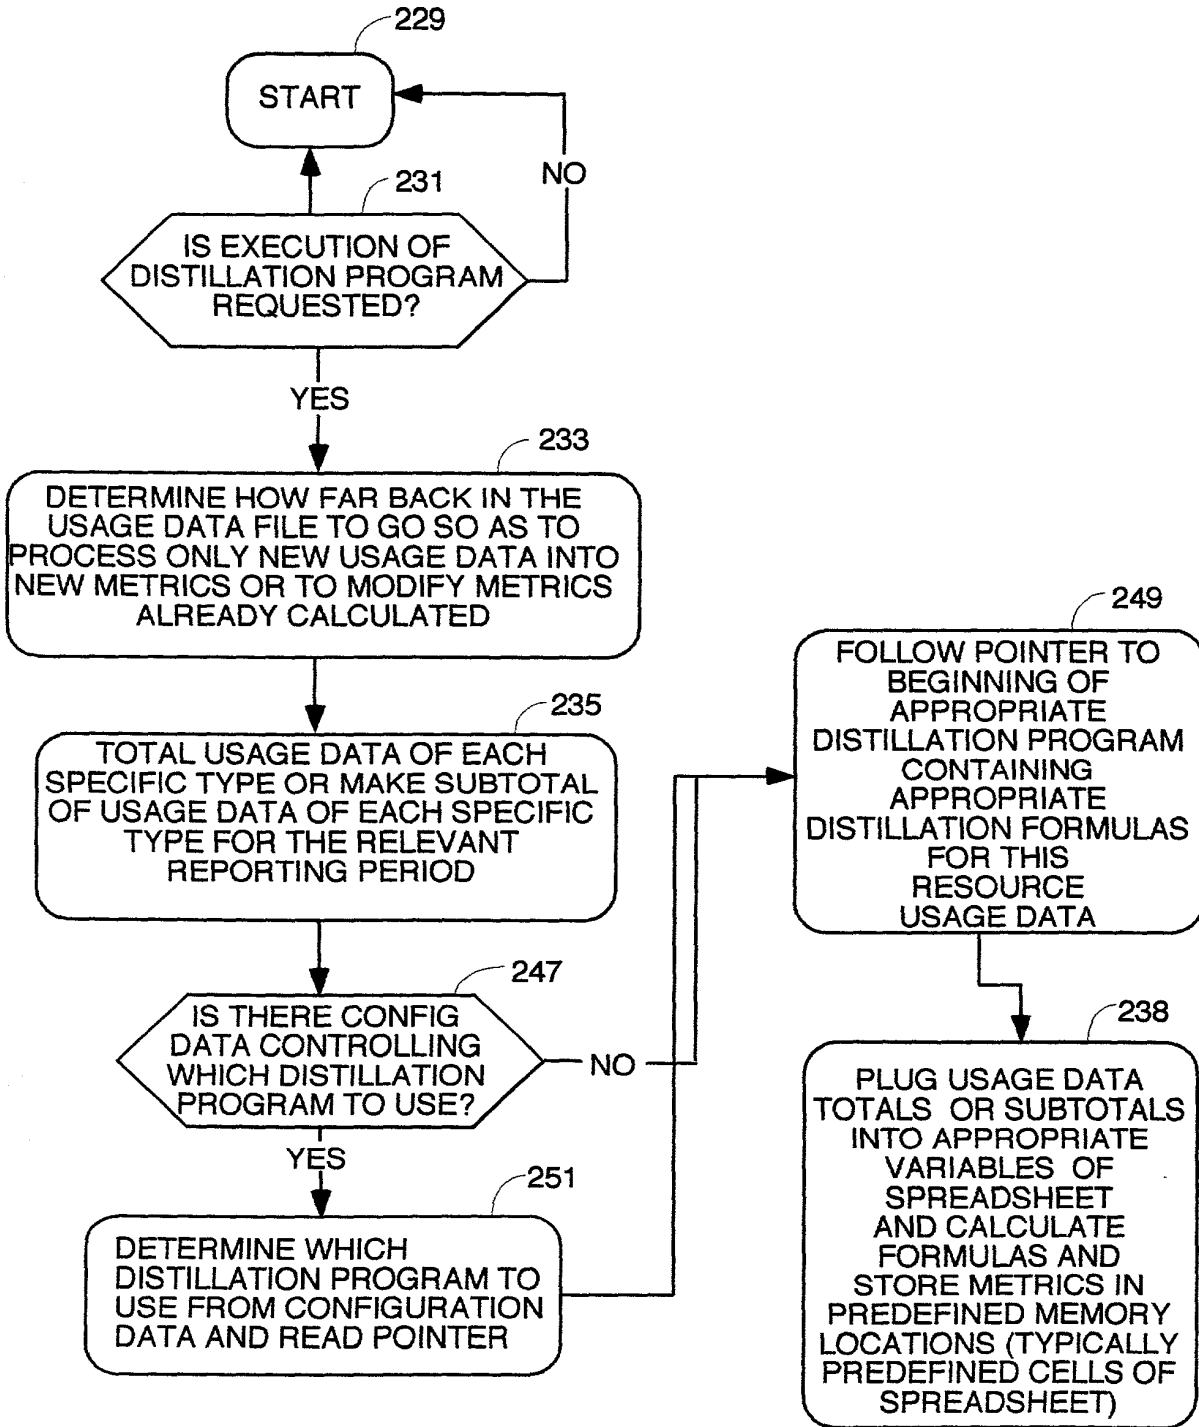 229
START
NO
231
IS EXECUTION OF
DISTILLATION PROGRAM
REQUESTED?
YES
233
DETERMINE HOW FAR BACK IN THE
USAGE DATA FILE TO GO SO AS TO
PROCESS ONLY NEW USAGE DATA INTO
NEW METRICS OR TO MODIFY METRICS
ALREADY CALCULATED
235
TOTAL USAGE DATA OF EACH
SPECIFIC TYPE OR MAKE SUBTOTAL
OF USAGE DATA OF EACH SPECIFIC
TYPE FOR THE RELEVANT
REPORTING PERIOD
247
IS THERE CONFIG
DATA CONTROLLING
WHICH DISTILLATION
PROGRAM TO USE?
NO
YES
251
DETERMINE WHICH
DISTILLATION PROGRAM TO
USE FROM CONFIGURATION
DATA AND READ POINTER
249
FOLLOW POINTER TO
BEGINNING OF
APPROPRIATE
DISTILLATION PROGRAM
CONTAINING
APPROPRIATE
DISTILLATION FORMULAS
FOR THIS
RESOURCE
USAGE DATA
238
PLUG USAGE DATA
TOTALS OR SUBTOTALS
INTO APPROPRIATE
VARIABLES OF
SPREADSHEET
AND CALCULATE
FORMULAS AND
STORE METRICS IN
PREDEFINED MEMORY
LOCATIONS (TYPICALLY
PREDEFINED CELLS OF
SPREADSHEET)